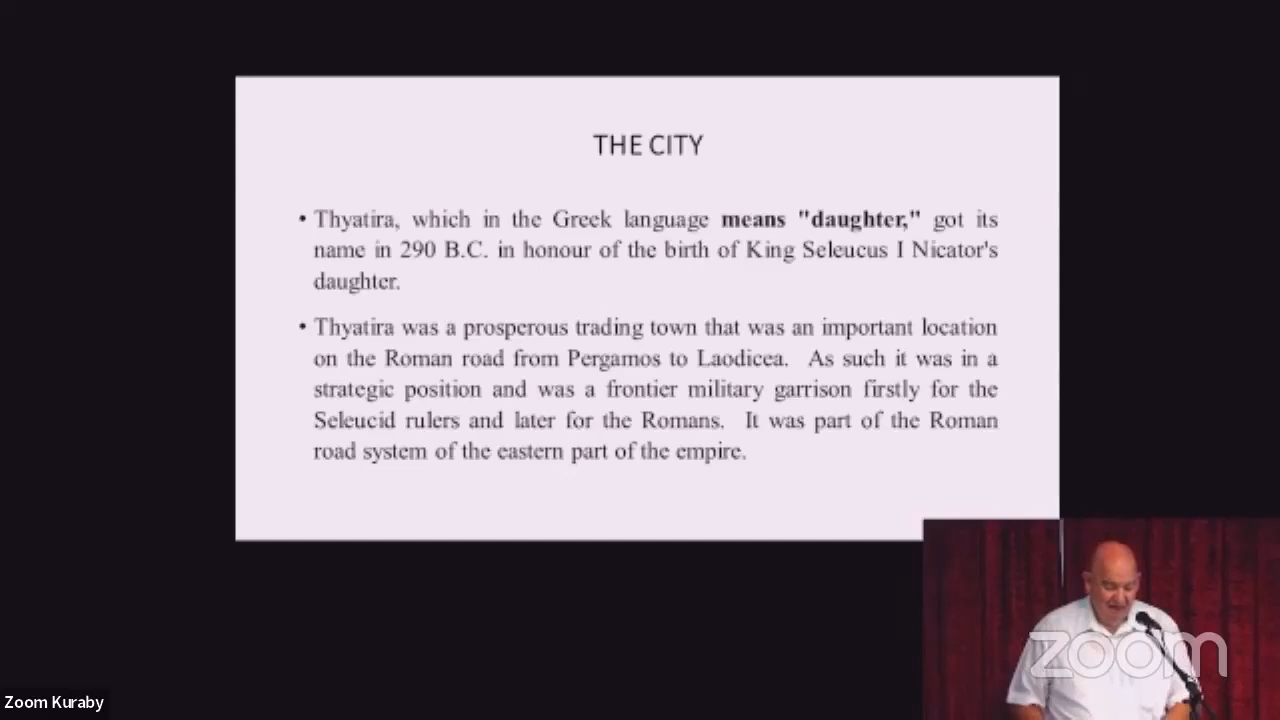 THE CITY
• Thyatira, which in the Greek language means "daughter," got its
name in 290 B.C. in honour of the birth of King Seleucus I Nicator's
daughter.
• Thyatira was a prosperous trading town that was an important location
on the Roman road from Pergamos to Laodicea. As such it was in a
strategic position and was a frontier military garrison firstly for the
Seleucid rulers and later for the Romans. It was part of the Roman
road system of the eastern part of the empire.
zoom
Zoom Kuraby